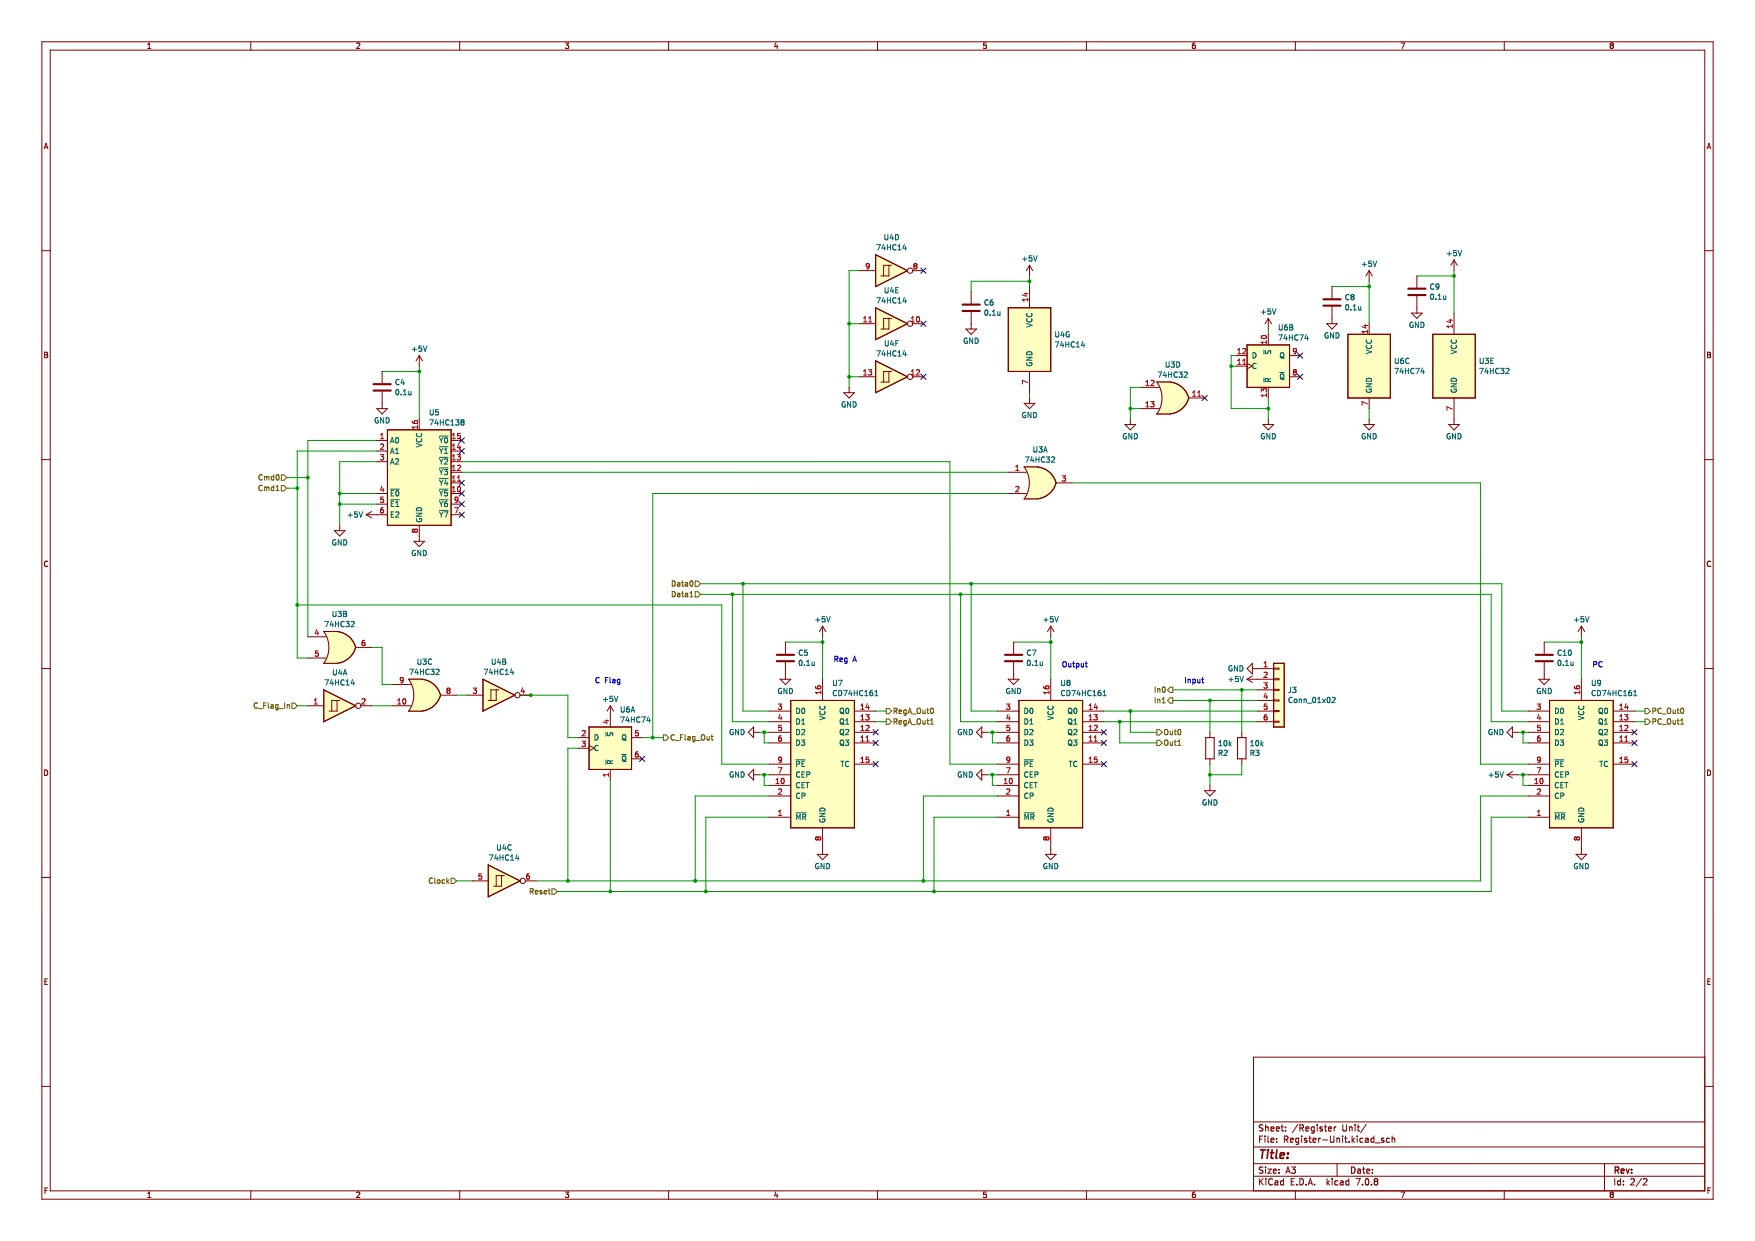 1 2 3 4 5 6 7 8
A A
B B
C C
D D
E E
F F
1 2 3 4 5 6 7 8
U4D
74HC14
9 8
U4E
74HC14
11 10
U4F
74HC14
13 12
GND
+5V
C6
0.1u
GND
14
VCC
GND
7
U4G
74HC14
GND
U3D
74HC32
12
13
11
GND
+5V
U6B
74HC74
10
12 D S Q 9
11 C Q 8
R
13
GND
+5V
C8
0.1u
GND
14
VCC
GND
7
U6C
74HC74
GND
+5V
C9
0.1u
GND
14
VCC
GND
7
U3E
74HC32
GND
+5V
C4
0.1u
GND
U5
74HC138
16
VCC
1 A0 Y0 15
2 A1 Y1 14
3 A2 Y2 13
Y3 12
Y4 11
4 E0 Y5 10
5 E1 Y6 9
+5V 6 E2 Y7 7
GND
8
GND
GND
Cmd0
Cmd1
U3A
74HC32
1
2
3
Data0
Data1
U3B
74HC32
4
5
6
U4A
74HC14
C_Flag_In
1 2
U3C
74HC32
9
10
8
U4B
74HC14
3 4
C Flag
+5V
U6A
74HC74
4
2 D S Q 5
3 C Q 6
R
1
C_Flag_Out
U4C
74HC14
Clock 5 6
Reset
+5V
C5
0.1u
GND
Reg A
U7
CD74HC161
16
VCC
3 D0 Q0 14 RegA_Out0
4 D1 Q1 13 RegA_Out1
GND 5 D2 Q2 12
6 D3 Q3 11
9 PE TC 15
GND 7 CEP
10 CET
2 CP
1 MR
GND
8
GND
+5V
C7
0.1u
GND
Output
U8
CD74HC161
16
VCC
3 D0 Q0 14
4 D1 Q1 13
GND 5 D2 Q2 12
6 D3 Q3 11
9 PE TC 15
GND 7 CEP
10 CET
2 CP
1 MR
GND
8
GND
Input
In0
In1
Out0
Out1
GND 1
+5V 2
3
4
5
6
J3
Conn_01x02
10k
R2
10k
R3
GND
+5V
C10
0.1u
GND
PC
U9
CD74HC161
16
VCC
3 D0 Q0 14 PC_Out0
4 D1 Q1 13 PC_Out1
GND 5 D2 Q2 12
6 D3 Q3 11
9 PE TC 15
+5V 7 CEP
10 CET
2 CP
1 MR
GND
8
GND
Sheet: /Register Unit/
File: Register-Unit.kicad_sch
Title:
Size: A3 Date: Rev:
KiCad E.D.A. kicad 7.0.8 Id: 2/2